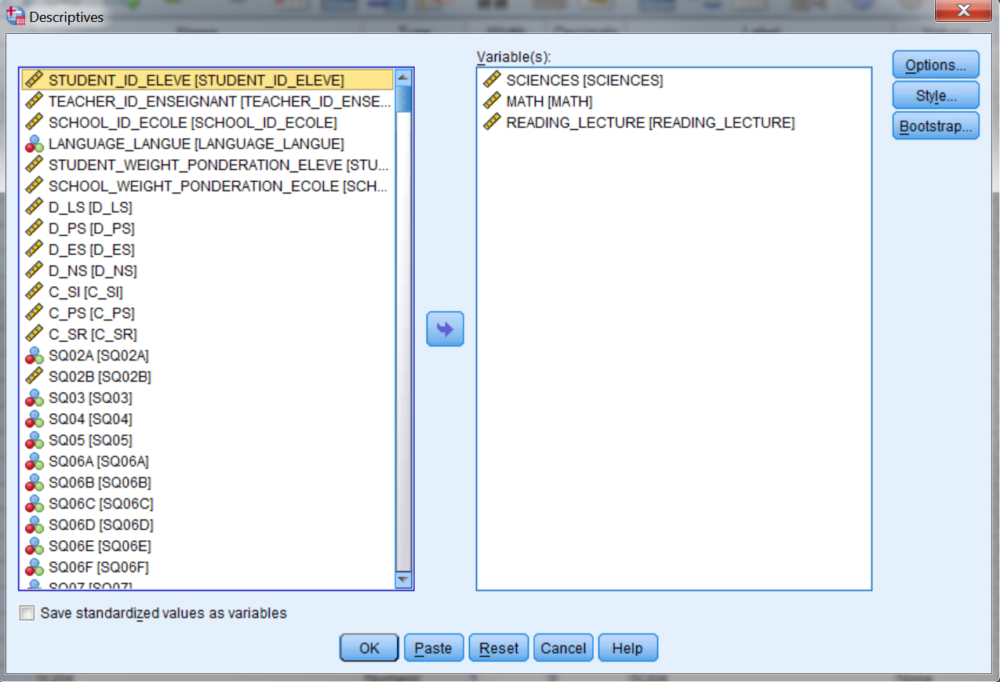 Descriptives
Variable(s):
STUDENT_ID_ELEVE [STUDENT_ID_ELEVE]
TEACHER_ID_ENSEIGNANT [TEACHER_ID_ENSE...
SCHOOL_ID_ECOLE [SCHOOL_ID_ECOLE]
LANGUAGE_LANGUE [LANGUAGE_LANGUE]
STUDENT_WEIGHT_PONDERATION_ELEVE [STU...
SCHOOL_WEIGHT_PONDERATION_ECOLE [SCH...
D_LS [D_LS]
D_PS [D_PS]
D_ES [D_ES]
D_NS [D_NS]
C_SI [C_SI]
C_PS [C_PS]
C_SR [C_SR]
SQ02A [SQ02A]
SQ02B [SQ02B]
SQ03 [SQ03]
SQ04 [SQ04]
SQ05 [SQ05]
SQ06A [SQ06A]
SQ06B [SQ06B]
SQ06C [SQ06C]
SQ06D [SQ06D]
SQ06E [SQ06E]
SQ06F [SQ06F]
SQ07 [SQ07]
SCIENCES [SCIENCES]
MATH [MATH]
READING_LECTURE [READING_LECTURE]
Options...
Style...
Bootstrap...
Save standardized values as variables
OK
Paste
Reset
Cancel
Help